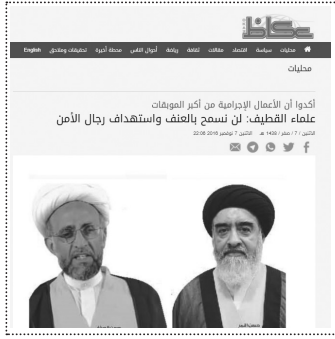 عكاظ
محليات سياسة اقتصاد مقالات ثقافة رياضة أحوال الناس محطة أخيرة تحقيقات وملاحق English
محليات
أكدوا أن الأعمال الإجرامية من أكبر الموبقات
علماء القطيف: لن نسمح بالعنف واستهداف رجال الأمن
الاثنين / 7 / صفر / 1438 هـ الاثنين 7 نوفمبر 2016 22:06